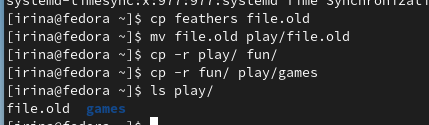 systemd-timesync.x.977.977.systemd Time Synchronizati
[irina@fedora ~]$ cp feathers file.old
[irina@fedora ~]$ mv file.old play/file.old
[irina@fedora ~]$ cp -r play/ fun/
[irina@fedora ~]$ cp -r fun/ play/games
[irina@fedora ~]$ ls play/
file.old games
[irina@fedora ~]$